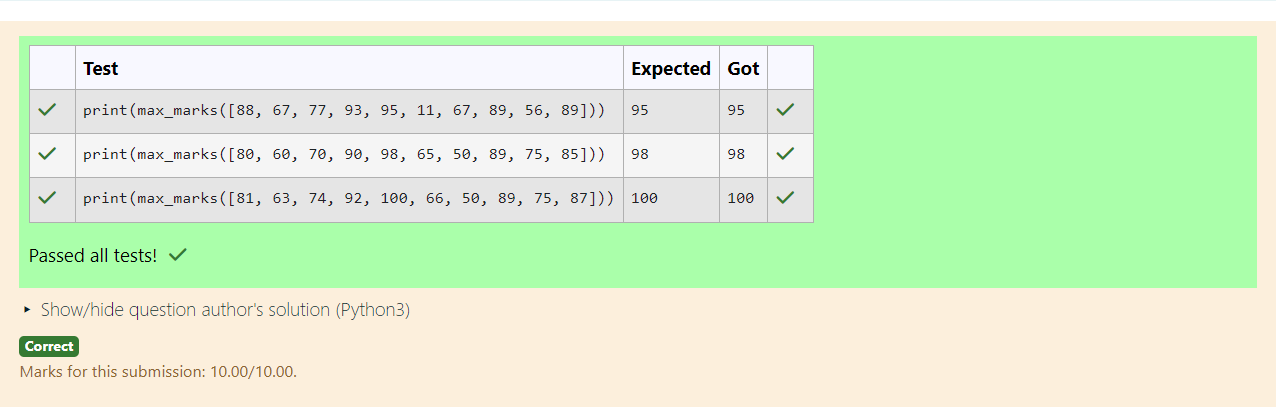 Test Expected Got
print(max_marks([88, 67, 77, 93, 95, 11, 67, 89, 56, 89])) 95 95
print(max_marks([80, 60, 70, 90, 98, 65, 50, 89, 75, 85])) 98 98
print(max_marks([81, 63, 74, 92, 100, 66, 50, 89, 75, 87])) 100 100
Passed all tests!
Show/hide question author's solution (Python3)
Correct
Marks for this submission: 10.00/10.00.